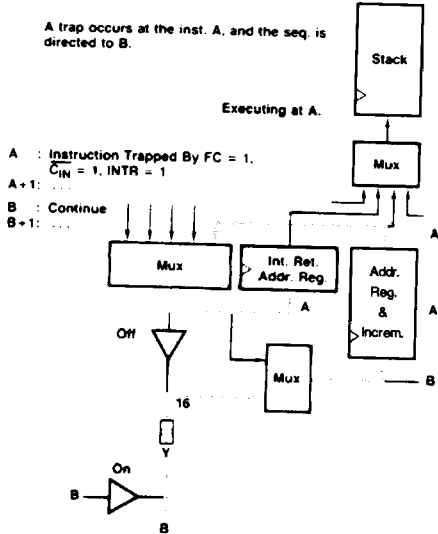 A trap occurs at the inst. A, and the seq. is
directed to B.
Stack
Executing at A.
A : Instruction Trapped By FC = 1,
C̅IN = 1, INTR = 1
A+1: ...
B : Continue
B+1: ...
Mux
A
Mux
Int. Ret.
Addr. Reg.
Addr.
Reg.
&
Increm.
A
A
Off
Mux
B
16
Y
On
B
B